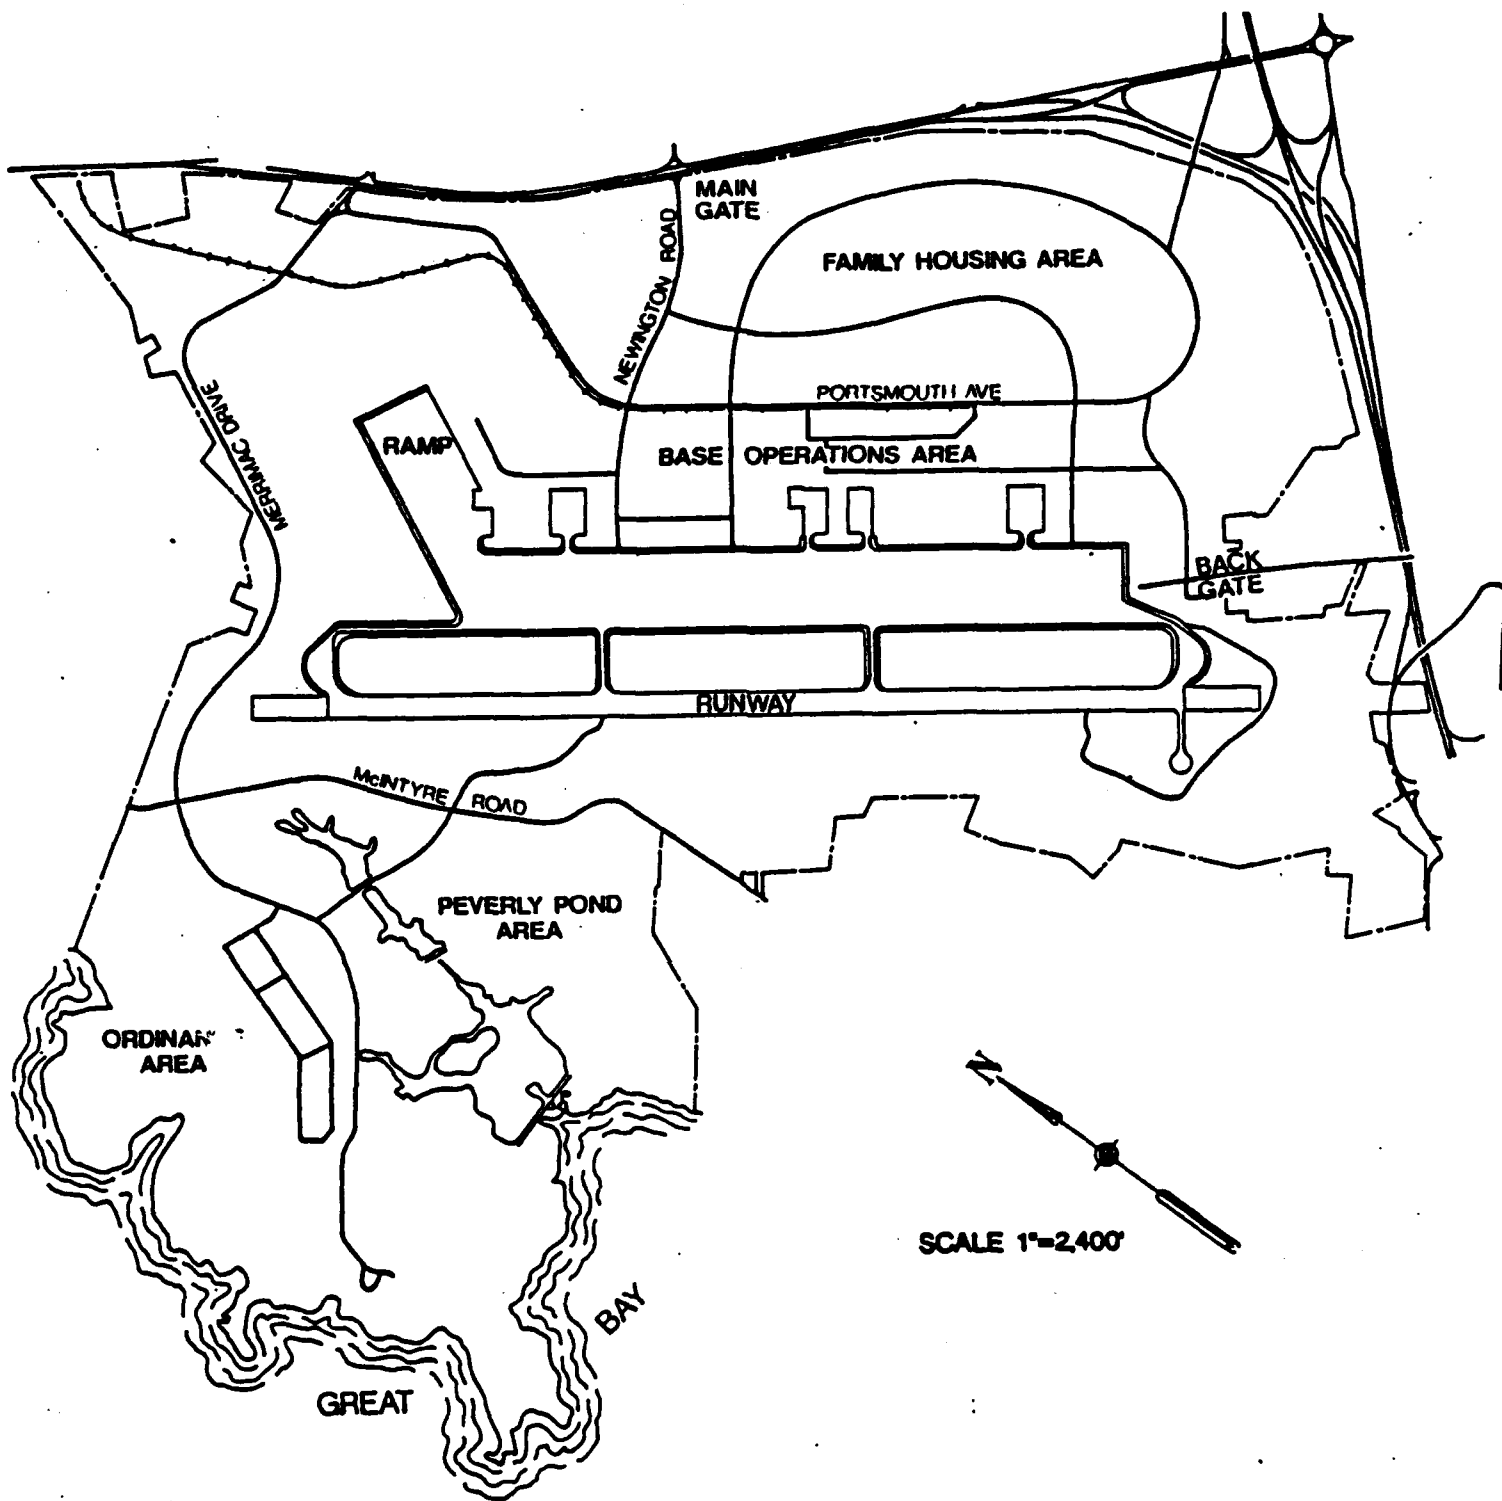 MAIN
GATE
NEWINGTON ROAD
FAMILY HOUSING AREA
PORTSMOUTH AVE
MERRIMAC DRIVE
RAMP
BASE OPERATIONS AREA
BACK
GATE
RUNWAY
McINTYRE ROAD
PEVERLY POND
AREA
AREA
N
SCALE 1"=2,400'
BAY
GREAT